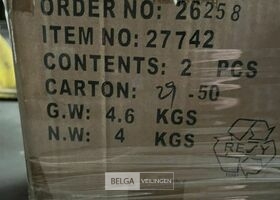 ORDER NO: 26258
ITEM NO: 27742
CONTENTS: 2 PCS
CARTON: 29 -50
G.W: 4.6 KGS
N.W: 4 KGS
RESY
BELGA VEILINGEN